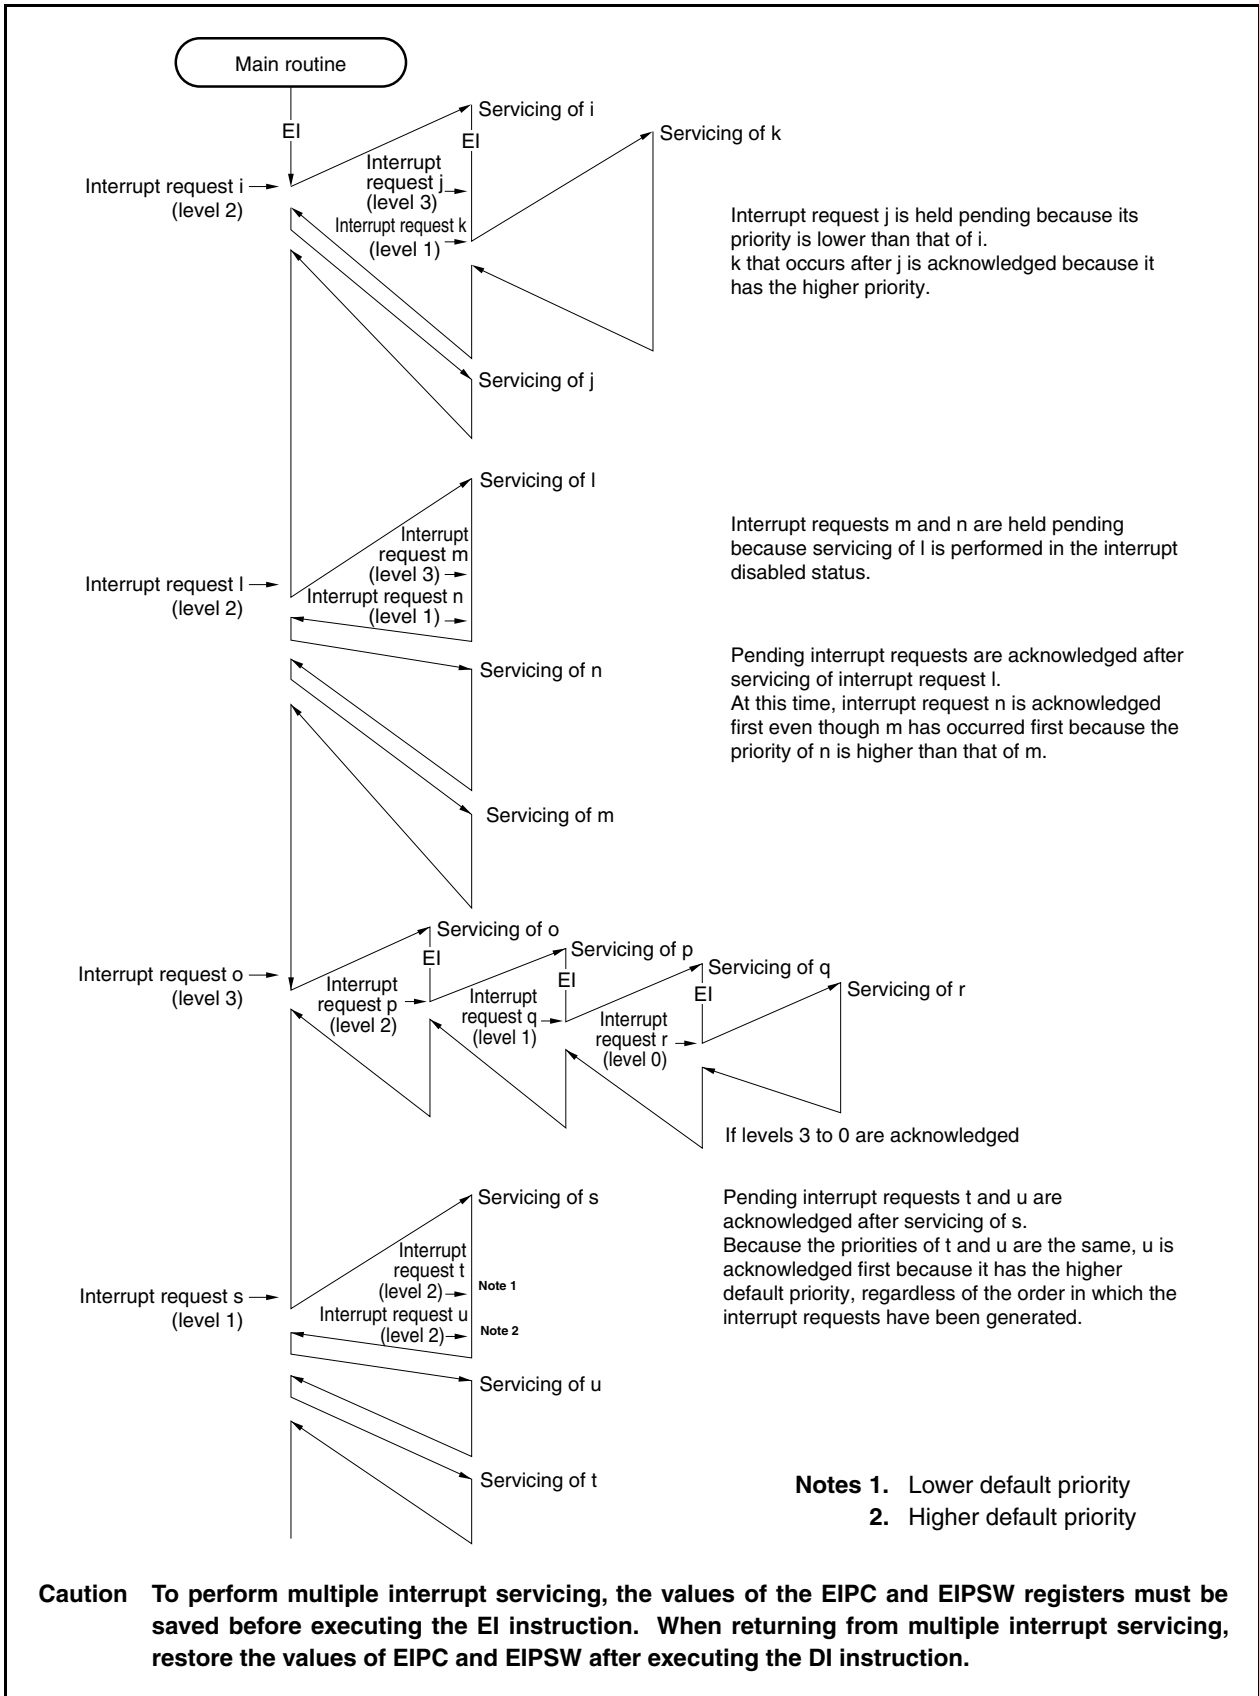 Main routine
EI
Servicing of i
EI
Servicing of k
Interrupt request i
(level 2)
Interrupt
request j
(level 3)
Interrupt request k
(level 1)
Interrupt request j is held pending because its
priority is lower than that of i.
k that occurs after j is acknowledged because it
has the higher priority.
Servicing of j
Servicing of l
Interrupt request l
(level 2)
Interrupt
request m
(level 3)
Interrupt request n
(level 1)
Interrupt requests m and n are held pending
because servicing of l is performed in the interrupt
disabled status.
Servicing of n
Pending interrupt requests are acknowledged after
servicing of interrupt request l.
At this time, interrupt request n is acknowledged
first even though m has occurred first because the
priority of n is higher than that of m.
Servicing of m
Servicing of o
EI
Servicing of p
EI
Servicing of q
EI
Servicing of r
Interrupt request o
(level 3)
Interrupt
request p
(level 2)
Interrupt
request q
(level 1)
Interrupt
request r
(level 0)
If levels 3 to 0 are acknowledged
Servicing of s
Interrupt request s
(level 1)
Interrupt
request t
(level 2)
Note 1
Interrupt request u
(level 2)
Note 2
Pending interrupt requests t and u are
acknowledged after servicing of s.
Because the priorities of t and u are the same, u is
acknowledged first because it has the higher
default priority, regardless of the order in which the
interrupt requests have been generated.
Servicing of u
Servicing of t
Notes 1. Lower default priority
2. Higher default priority
Caution To perform multiple interrupt servicing, the values of the EIPC and EIPSW registers must be
saved before executing the EI instruction. When returning from multiple interrupt servicing,
restore the values of EIPC and EIPSW after executing the DI instruction.